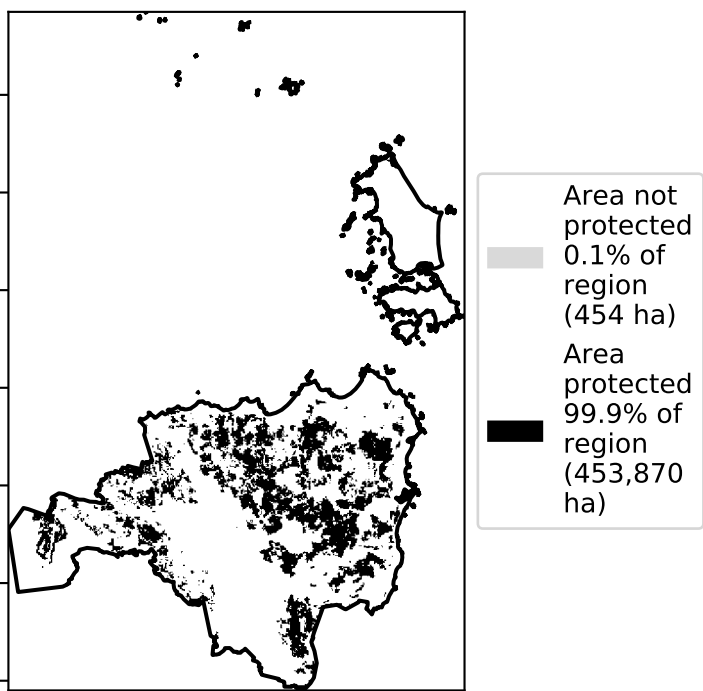 Area not
protected
0.1% of
region
(454 ha)
Area
protected
99.9% of
region
(453,870
ha)